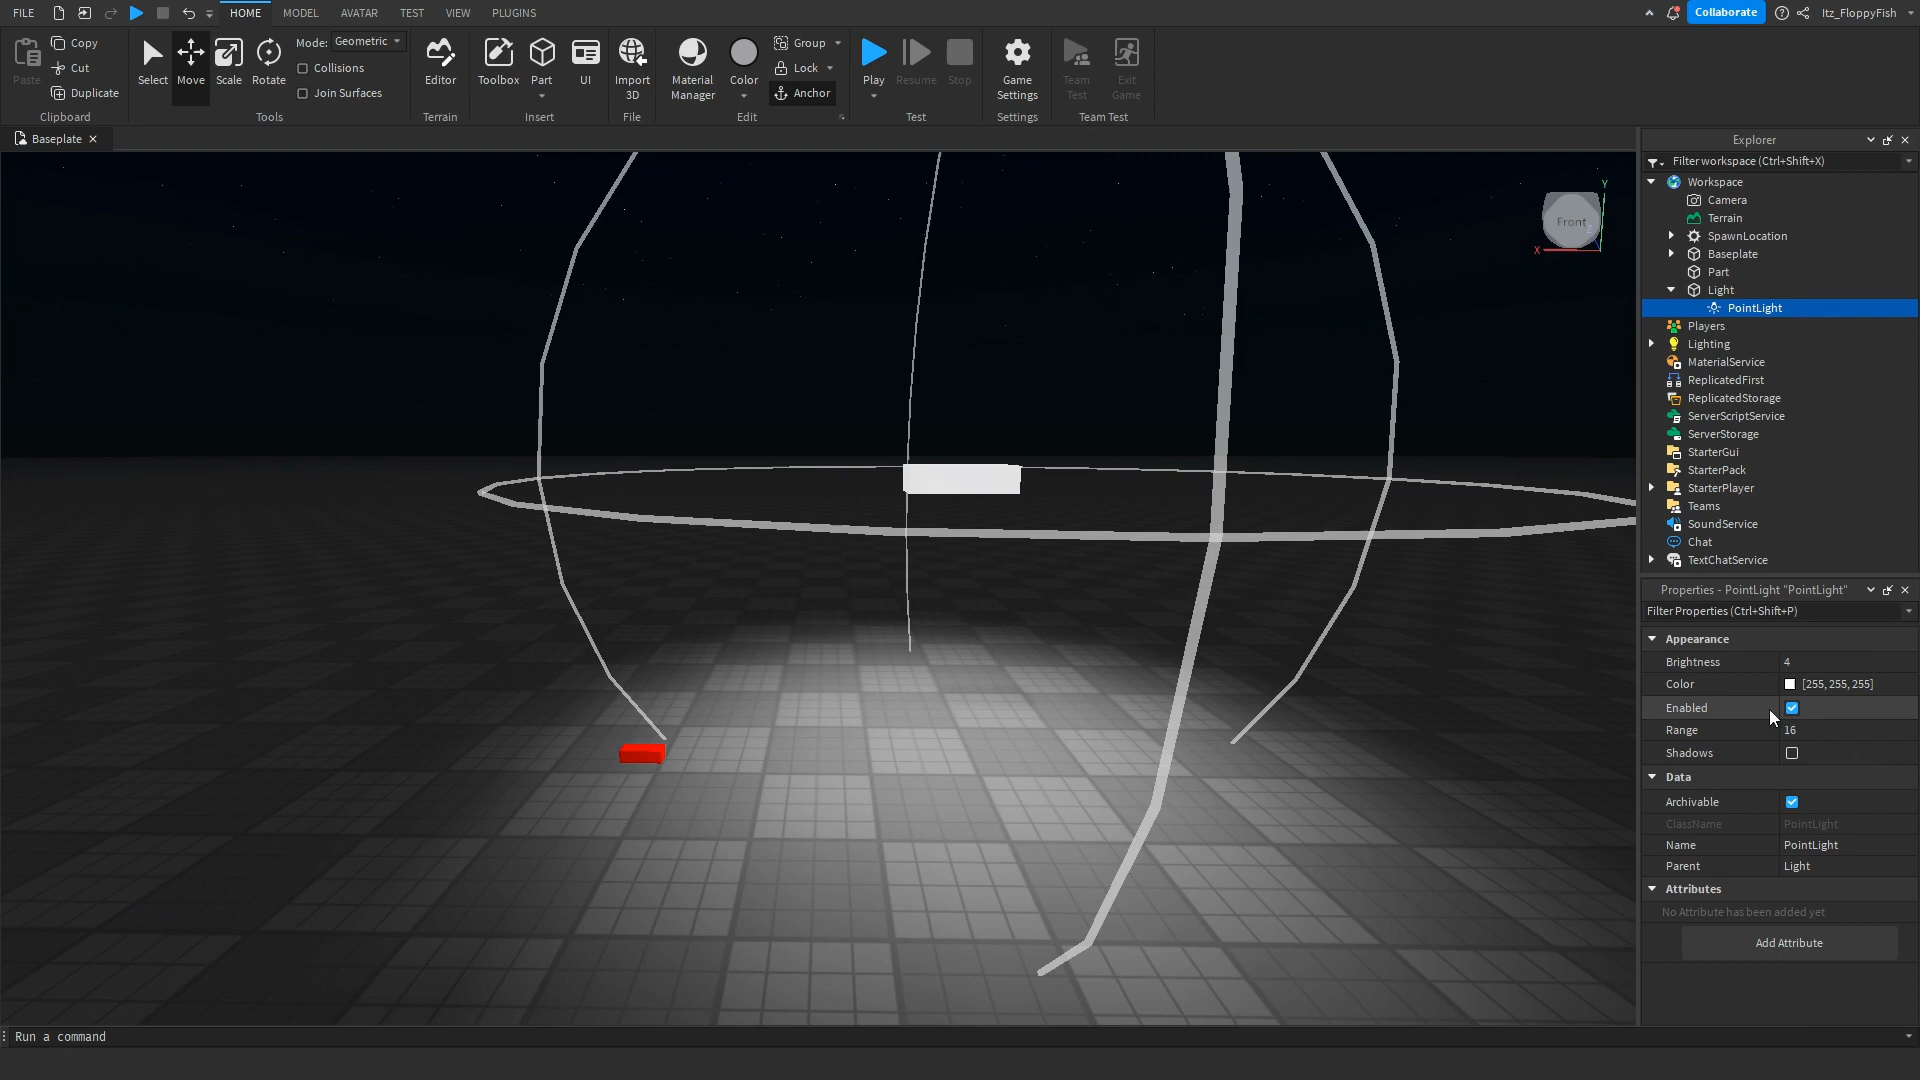 FILE HOME MODEL AVATAR TEST VIEW PLUGINS Collaborate Itz_FloppyFish
Paste Copy Cut Duplicate
Clipboard
Select Move Scale Rotate Mode: Geometric
Collisions
Join Surfaces
Tools
Editor
Terrain
Toolbox Part UI
Insert
Import 3D
File
Material Manager Color Group
Lock
Anchor
Edit
Play Resume Stop
Test
Game Settings
Settings
Team Test Exit Game
Team Test
Baseplate
Front
X
Y
Z
Explorer
Filter workspace (Ctrl+Shift+X)
Workspace
Camera
Terrain
SpawnLocation
Baseplate
Part
Light
PointLight
Players
Lighting
MaterialService
ReplicatedFirst
ReplicatedStorage
ServerScriptService
ServerStorage
StarterGui
StarterPack
StarterPlayer
Teams
SoundService
Chat
TextChatService
Properties - PointLight "PointLight"
Filter Properties (Ctrl+Shift+P)
Appearance
Brightness 4
Color [255, 255, 255]
Enabled
Range 16
Shadows
Data
Archivable
ClassName PointLight
Name PointLight
Parent Light
Attributes
No Attribute has been added yet
Add Attribute
Run a command